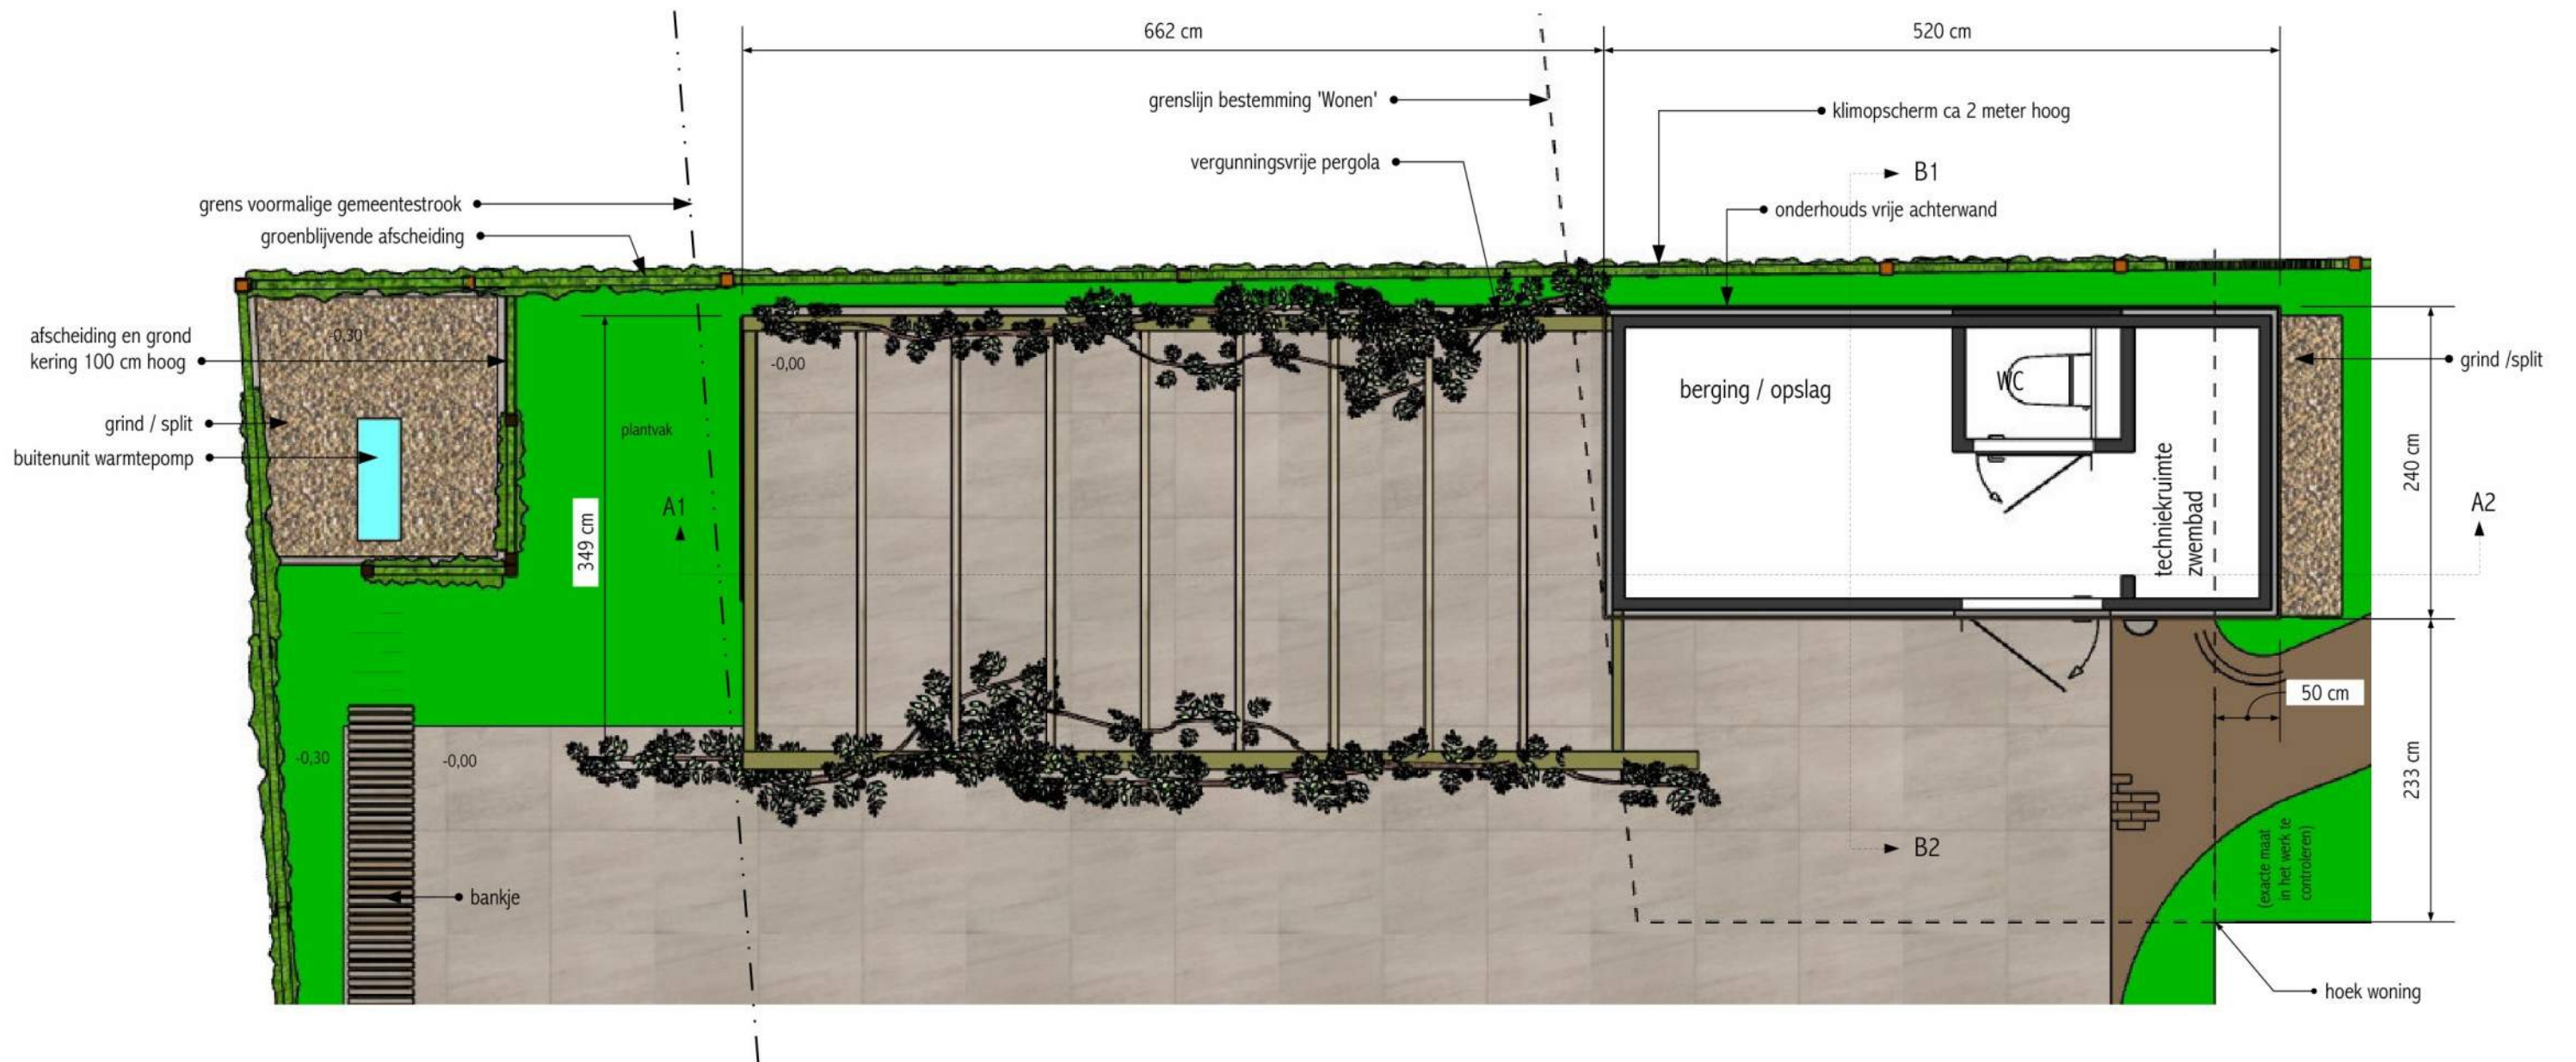 662 cm
520 cm
grenslijn bestemming 'Wonen'
klimopscherm ca 2 meter hoog
vergunningsvrije pergola
B1
grens voormalige gemeentestrook
onderhouds vrije achterwand
groenblijvende afscheiding
afscheiding en grond
kering 100 cm hoog
-0,30
-0,00
grind /split
WC
berging / opslag
grind / split
plantvak
buitenunit warmtepomp
240 cm
techniekruimte
zwembad
A1
A2
349 cm
50 cm
-0,30
-0,00
233 cm
B2
(exacte maat
in het werk te
controleren)
bankje
hoek woning